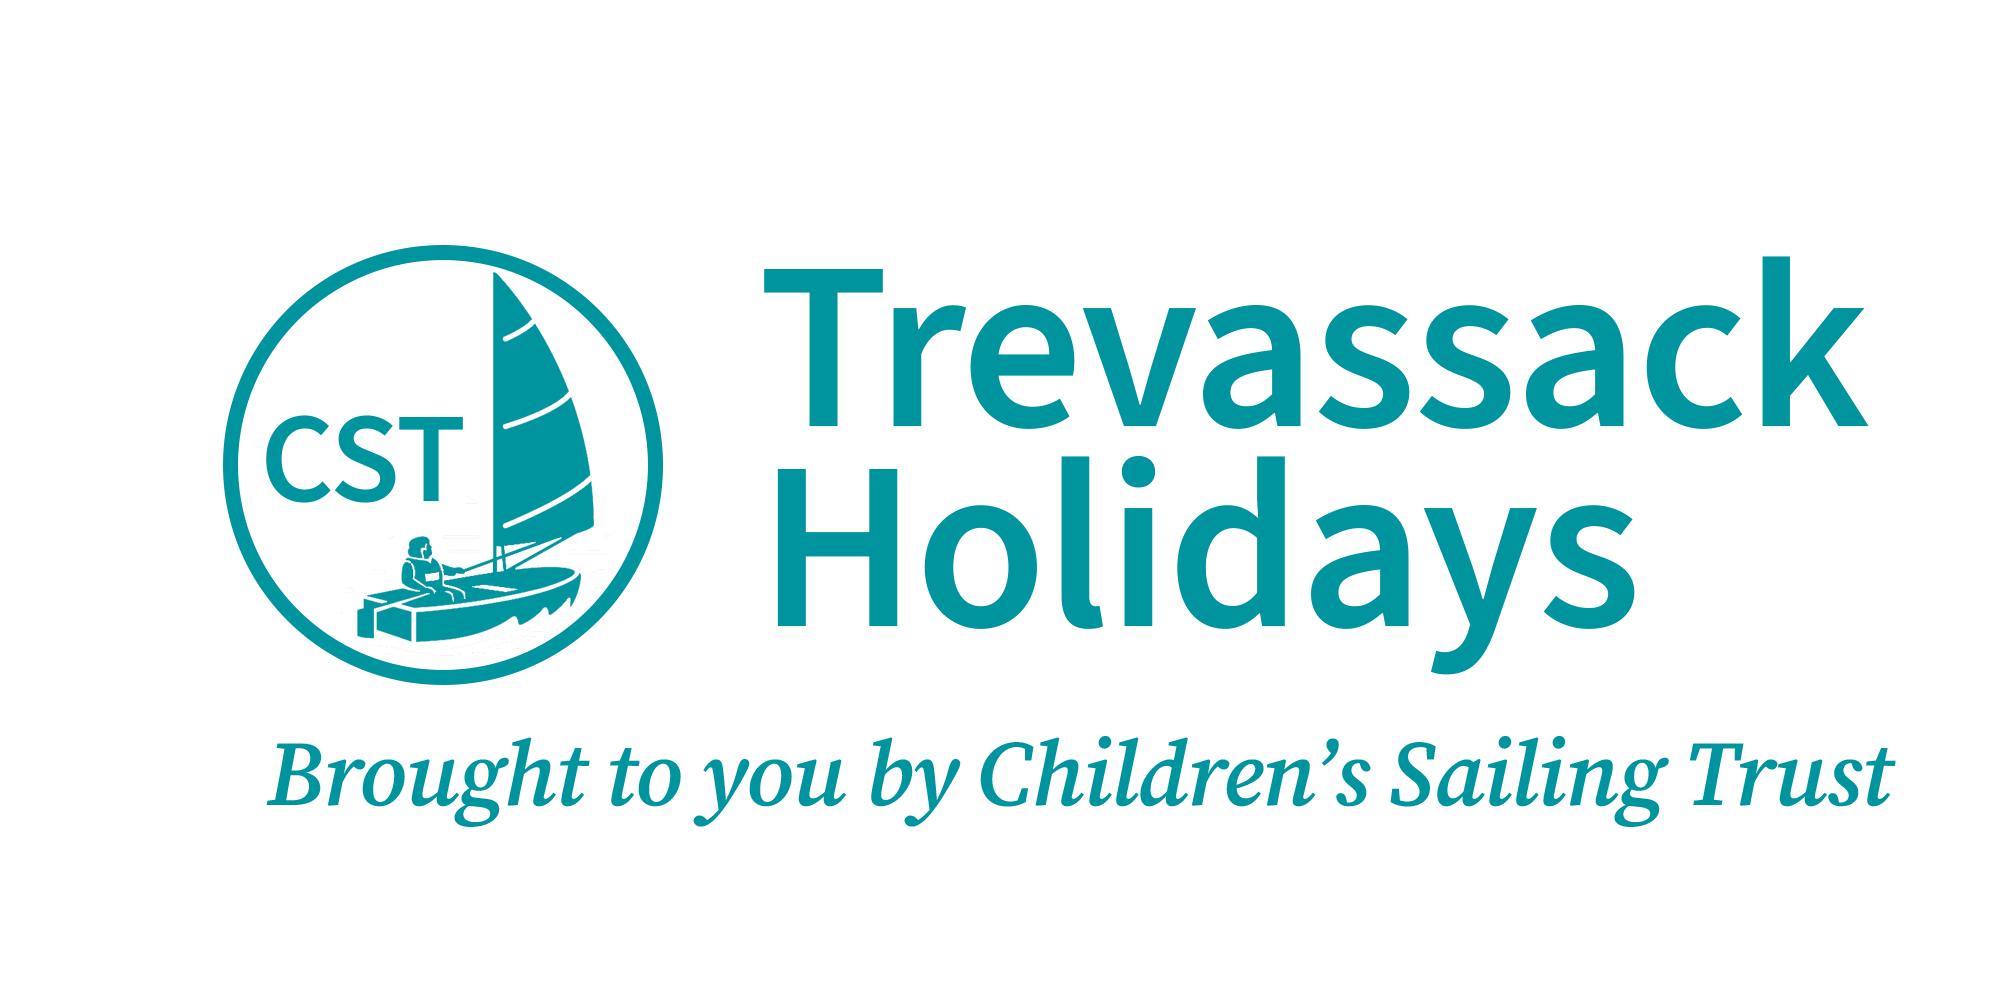 CST
Trevassack
Holidays
Brought to you by Children’s Sailing Trust